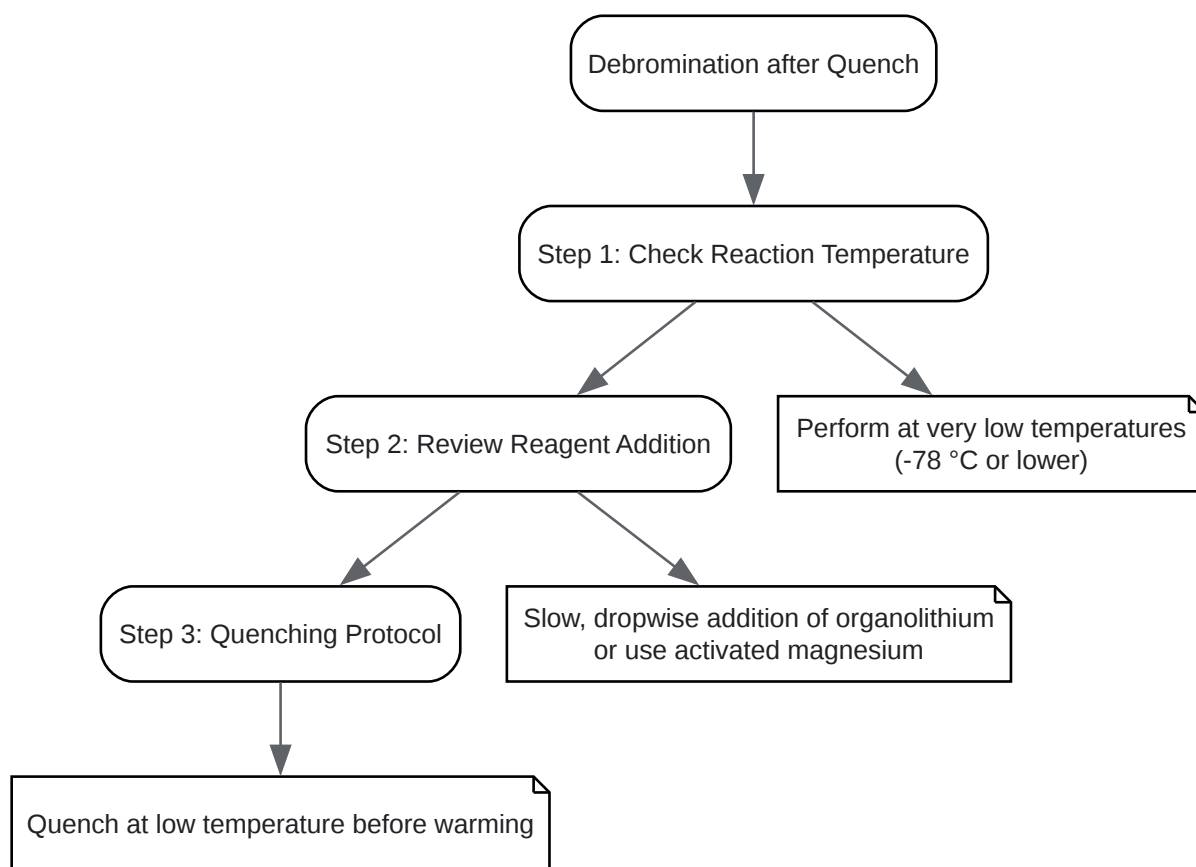 Debromination after Quench
Step 1: Check Reaction Temperature
Step 2: Review Reagent Addition
Perform at very low temperatures
(-78 °C or lower)
Step 3: Quenching Protocol
Slow, dropwise addition of organolithium
or use activated magnesium
Quench at low temperature before warming